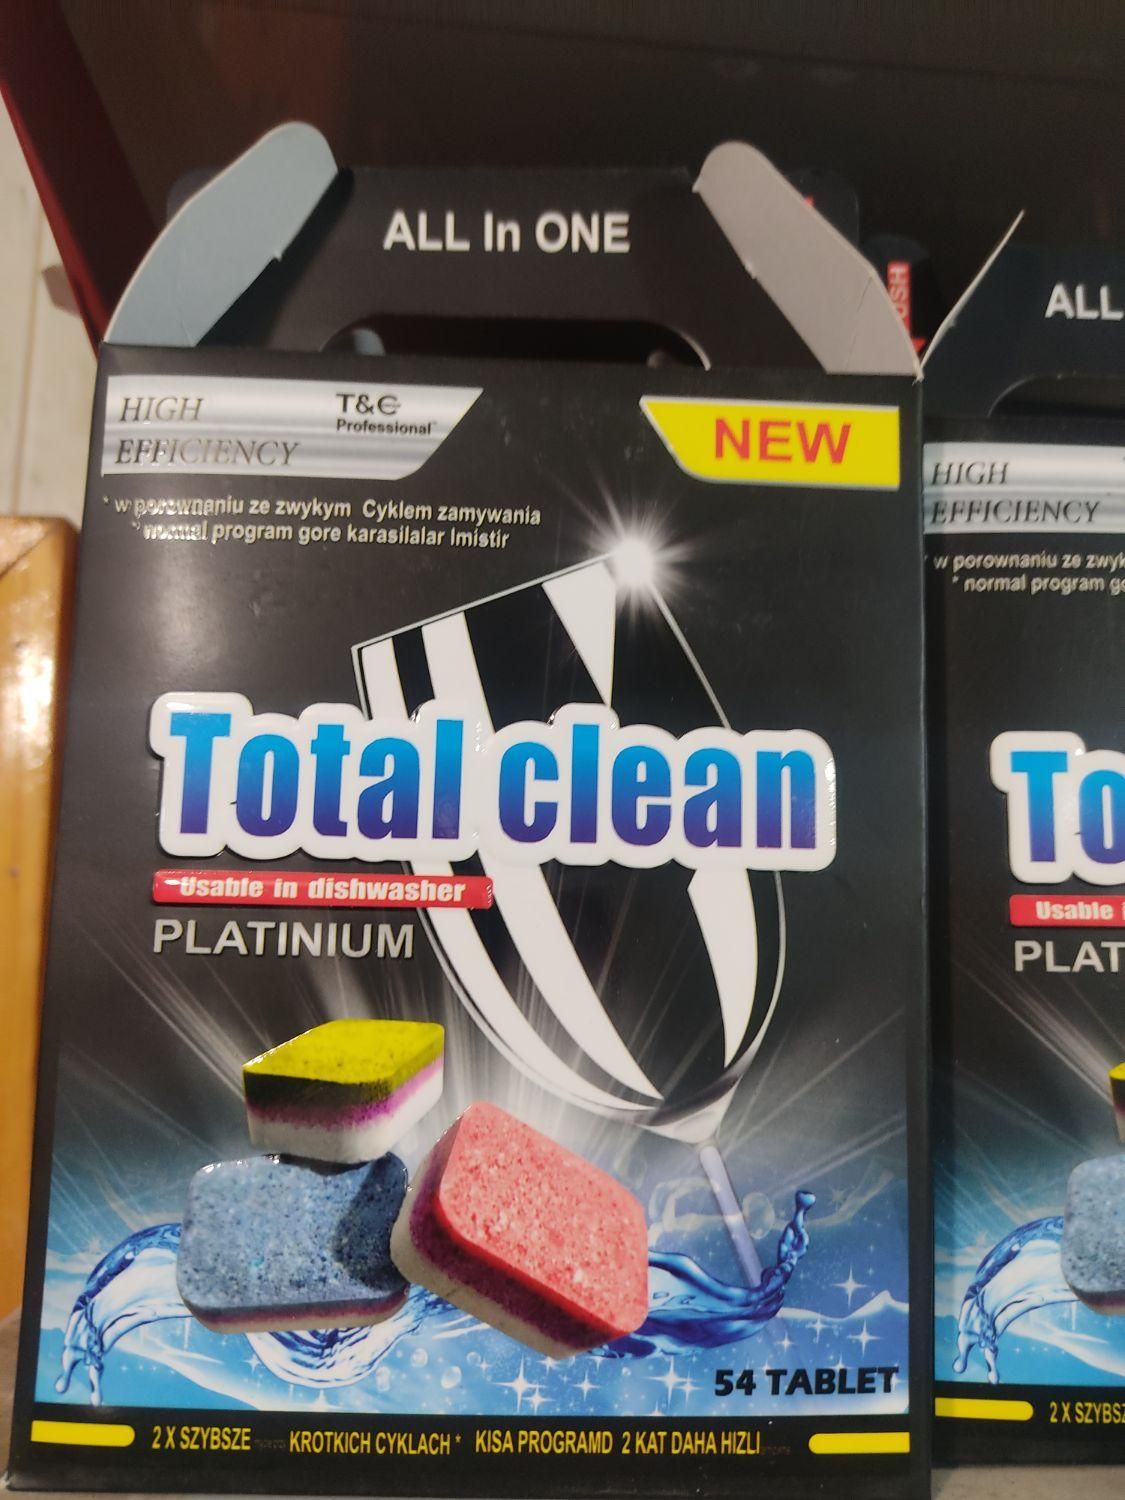 ALL In ONE
HIGH
EFFICIENCY
T&C
Professional
NEW
* w porownaniu ze zwykym Cyklem zamywania
* normal program gore karasilalar Imistir
Total clean
Usable in dishwasher
PLATINIUM
54 TABLET
2 X SZYBSZE KROTKICH CYKLACH * KISA PROGRAMD 2 KAT DAHA HIZLI
ALL
HIGH
EFFICIENCY
w porownaniu ze
* normal program
To
Usable
PLAT
2 X